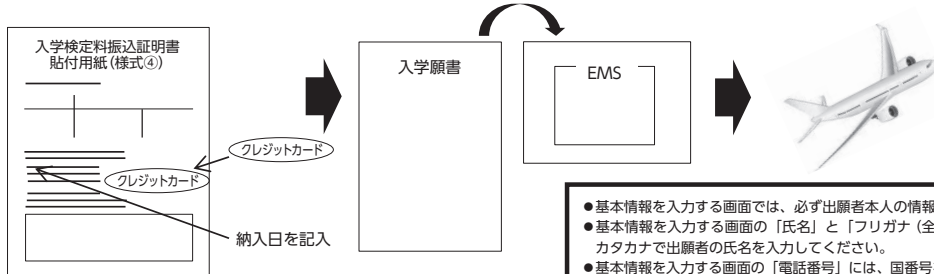 入学検定料振込証明書
貼付用紙(様式④)
クレジットカード
クレジットカード
納入日を記入
入学願書
EMS
●基本情報を入力する画面では、必ず出願者本人の情報
●基本情報を入力する画面の「氏名」と「フリガナ(全
カタカナで出願者の氏名を入力してください。
●基本情報を入力する画面の「電話番号」には、国番号